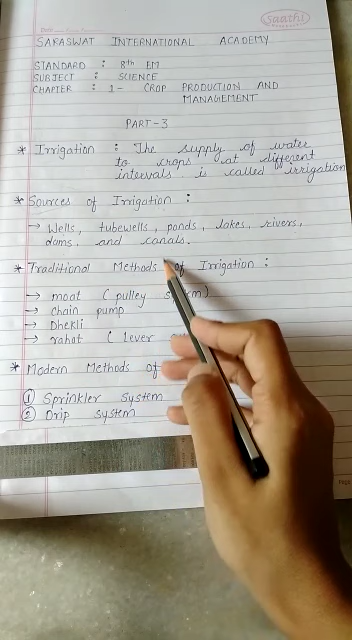 Saathi
SARASWAT INTERNATIONAL ACADEMY
STANDARD : 8th EM
SUBJECT : SCIENCE
CHAPTER : 1- CROP PRODUCTION AND
MANAGEMENT
PART-3
* Irrigation : The supply of water
to crops at different
intervals is called irrigation
* Sources of Irrigation :
→ Wells, tubewells, ponds, lakes, rivers,
dams, and canals.
* Traditional Methods of Irrigation :
→ moat (pulley system)
→ chain pump
→ Dhekli
→ rahat (lever
* Modern Methods of
① Sprinkler System
② Drip system